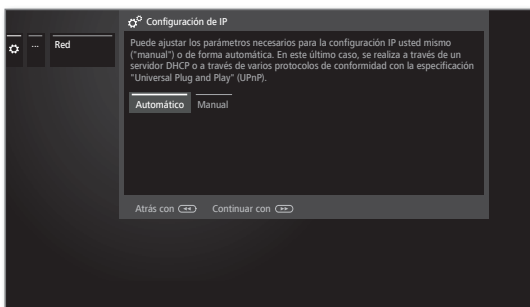 Configuración de IP
... Red
Puede ajustar los parámetros necesarios para la configuración IP usted mismo
("manual") o de forma automática. En este último caso, se realiza a través de un
servidor DHCP o a través de varios protocolos de conformidad con la especificación
"Universal Plug and Play" (UPnP).
Automático Manual
Atrás con Continuar con